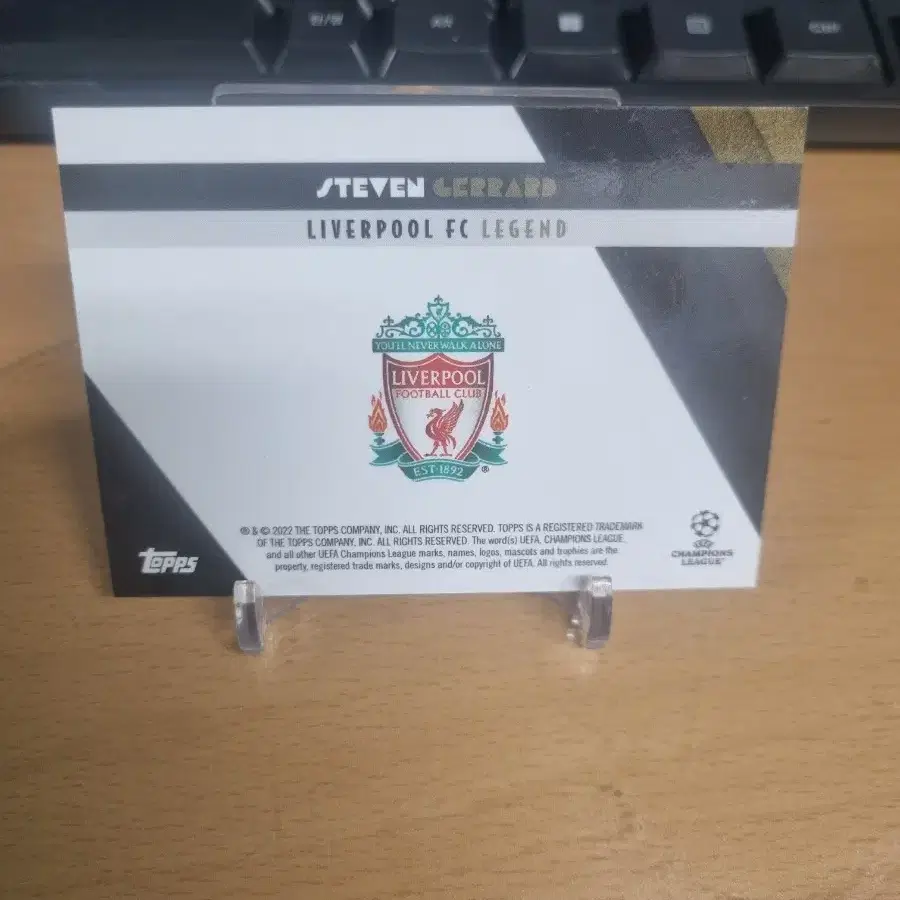 STEVEN GERRARD
LIVERPOOL FC LEGEND
YOU'LL NEVER WALK ALONE
LIVERPOOL
FOOTBALL CLUB
EST·1892 ®
® & © 2022 THE TOPPS COMPANY, INC. ALL RIGHTS RESERVED. TOPPS IS A REGISTERED TRADEMARK
OF THE TOPPS COMPANY, INC. ALL RIGHTS RESERVED. The word(s) UEFA, CHAMPIONS LEAGUE,
and all other UEFA Champions League marks, names, logos, mascots and trophies are the
property, registered trade marks, designs and/or copyright of UEFA. All rights reserved.
Topps
CHAMPIONS
LEAGUE